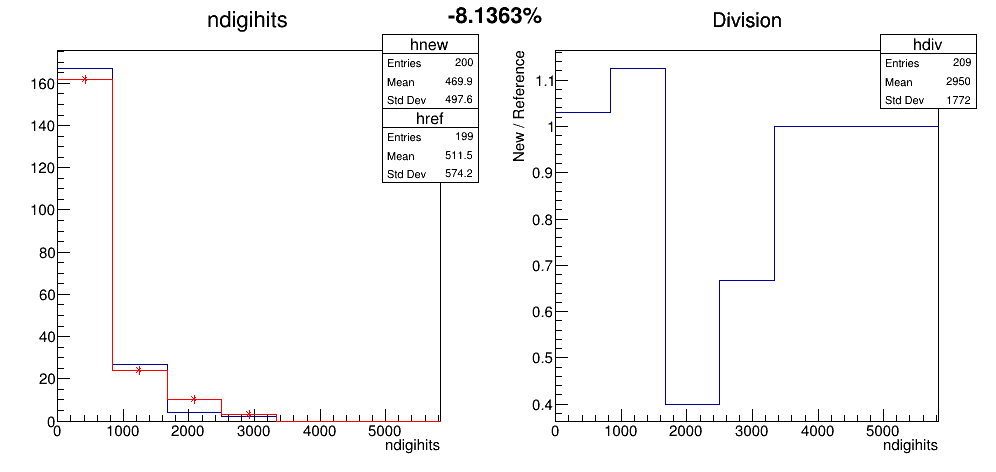 -8.1363%
ndigihits
hnew
Entries 200
Mean 469.9
Std Dev 497.6
href
Entries 199
Mean 511.5
Std Dev 574.2
160
140
120
100
80
60
40
20
0
0 1000 2000 3000 4000 5000
ndigihits
Division
hdiv
Entries 209
Mean 2950
Std Dev 1772
New / Reference
1.1
1
0.9
0.8
0.7
0.6
0.5
0.4
0 1000 2000 3000 4000 5000
ndigihits